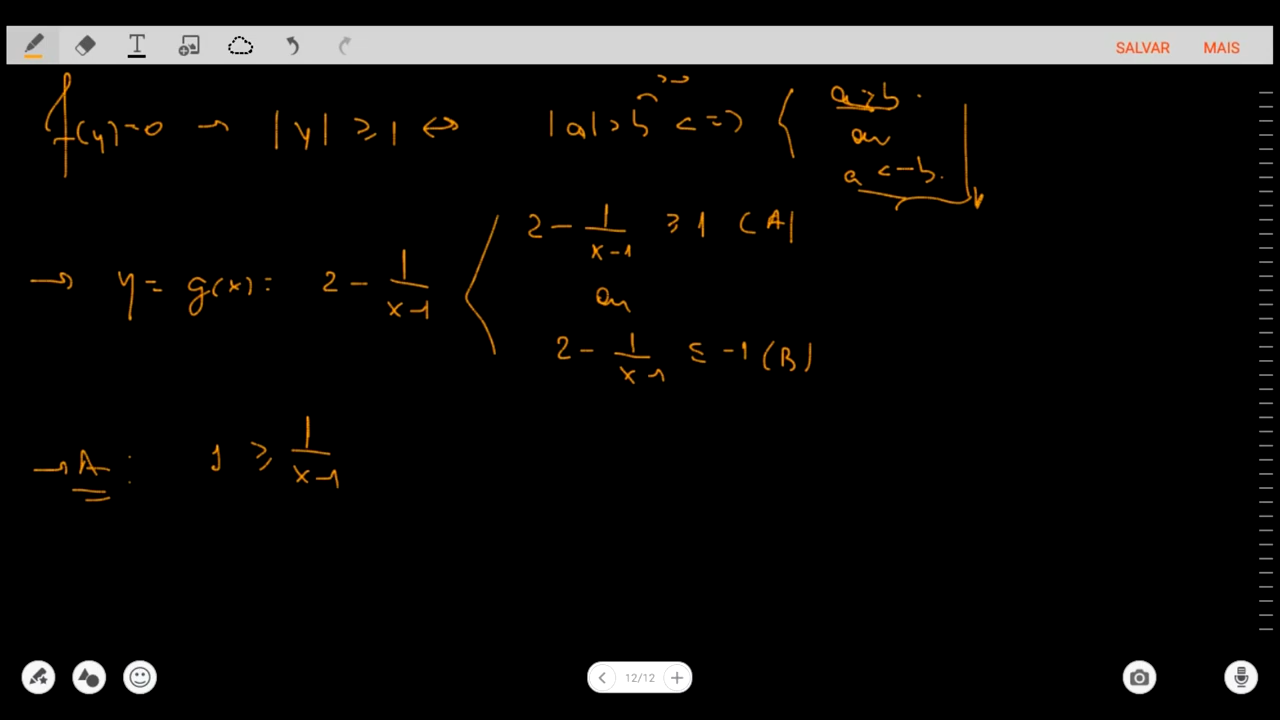 SALVAR MAIS
f(y)=0 → |y| ≥ 1 ⟺ |a| > b <=> { a > b.
ou
a < -b.
2 - 1/(x-1) ≥ 1 (A)
→ y = g(x) = 2 - 1/(x-1)
ou
2 - 1/(x-1) ≤ -1 (B)
→ A: 1 ≥ 1/(x-1)
12/12